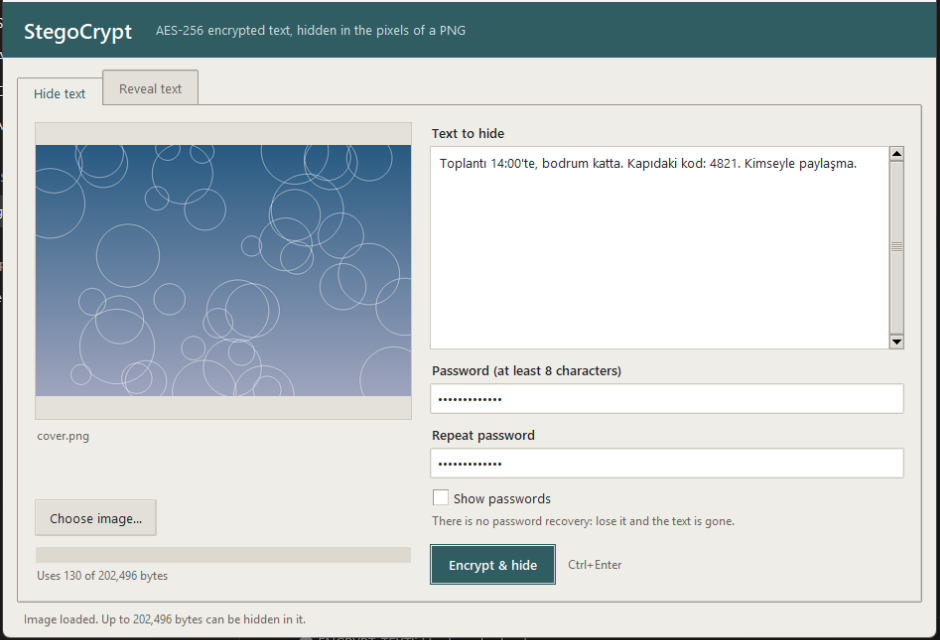 StegoCrypt
AES-256 encrypted text, hidden in the pixels of a PNG
Hide text
Reveal text
cover.png
Choose image...
Uses 130 of 202,496 bytes
Text to hide
Toplantı 14:00'te, bodrum katta. Kapıdaki kod: 4821. Kimseyle paylaşma.
Password (at least 8 characters)
•••••••••••••
Repeat password
•••••••••••••
Show passwords
There is no password recovery: lose it and the text is gone.
Encrypt & hide
Ctrl+Enter
Image loaded. Up to 202,496 bytes can be hidden in it.